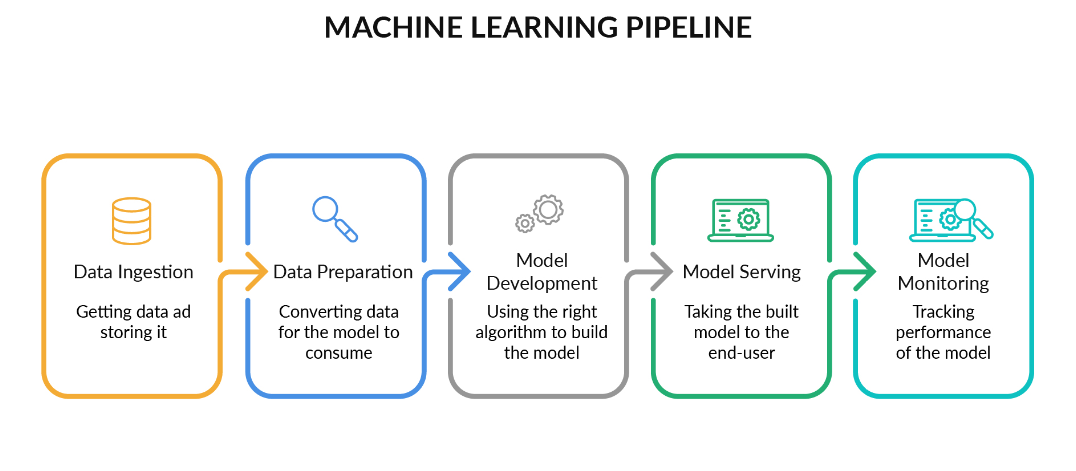 MACHINE LEARNING PIPELINE
Data Ingestion
Getting data ad
storing it
Data Preparation
Converting data
for the model to
consume
Model
Development
Using the right
algorithm to build
the model
Model Serving
Taking the built
model to the
end-user
Model
Monitoring
Tracking
performance
of the model